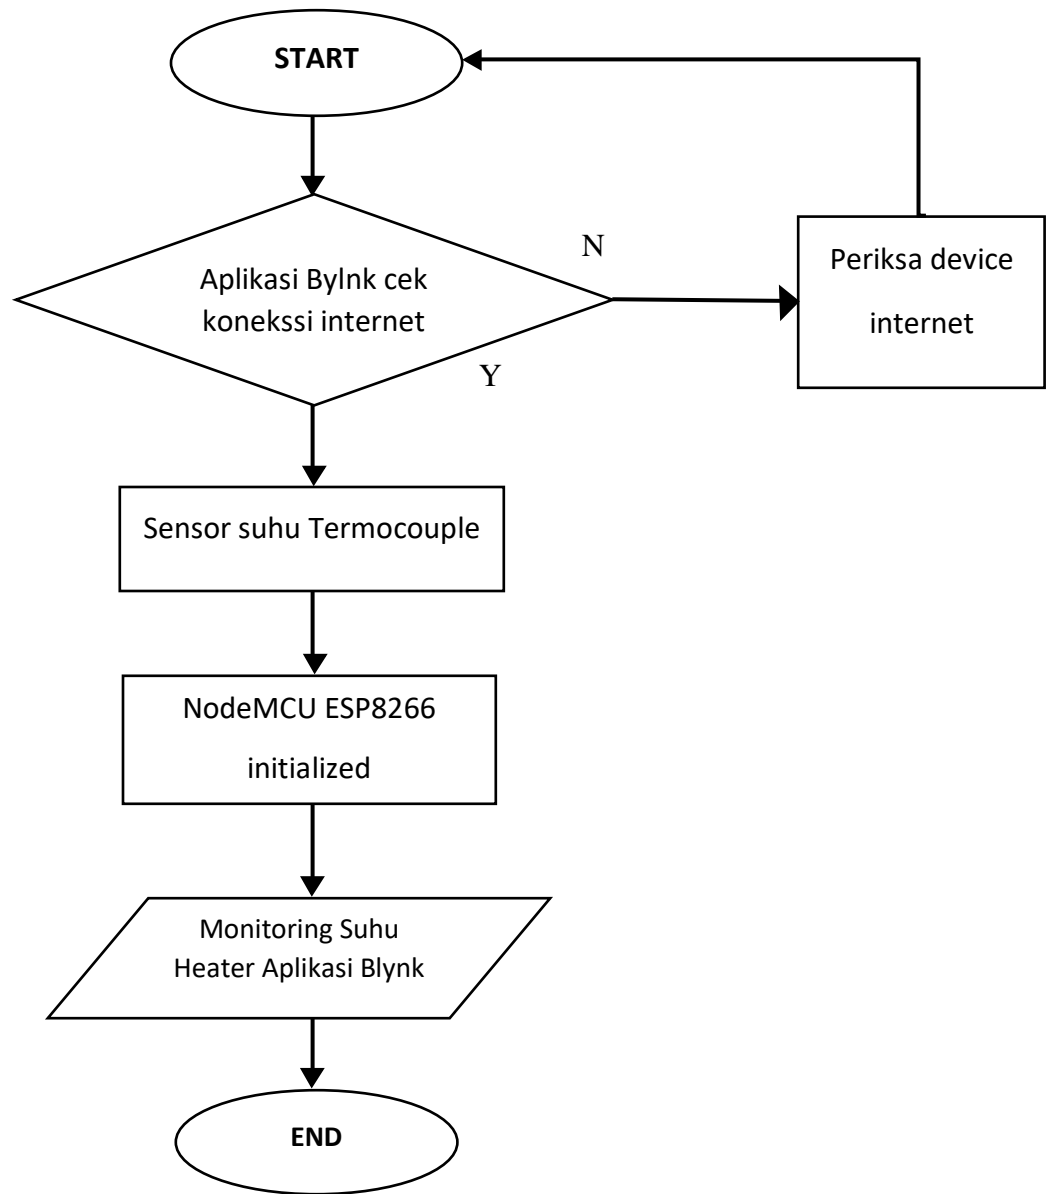 START
N
Periksa device
internet
Aplikasi Bylnk cek
konekssi internet
Y
Sensor suhu Termocouple
NodeMCU ESP8266
initialized
Monitoring Suhu
Heater Aplikasi Blynk
END